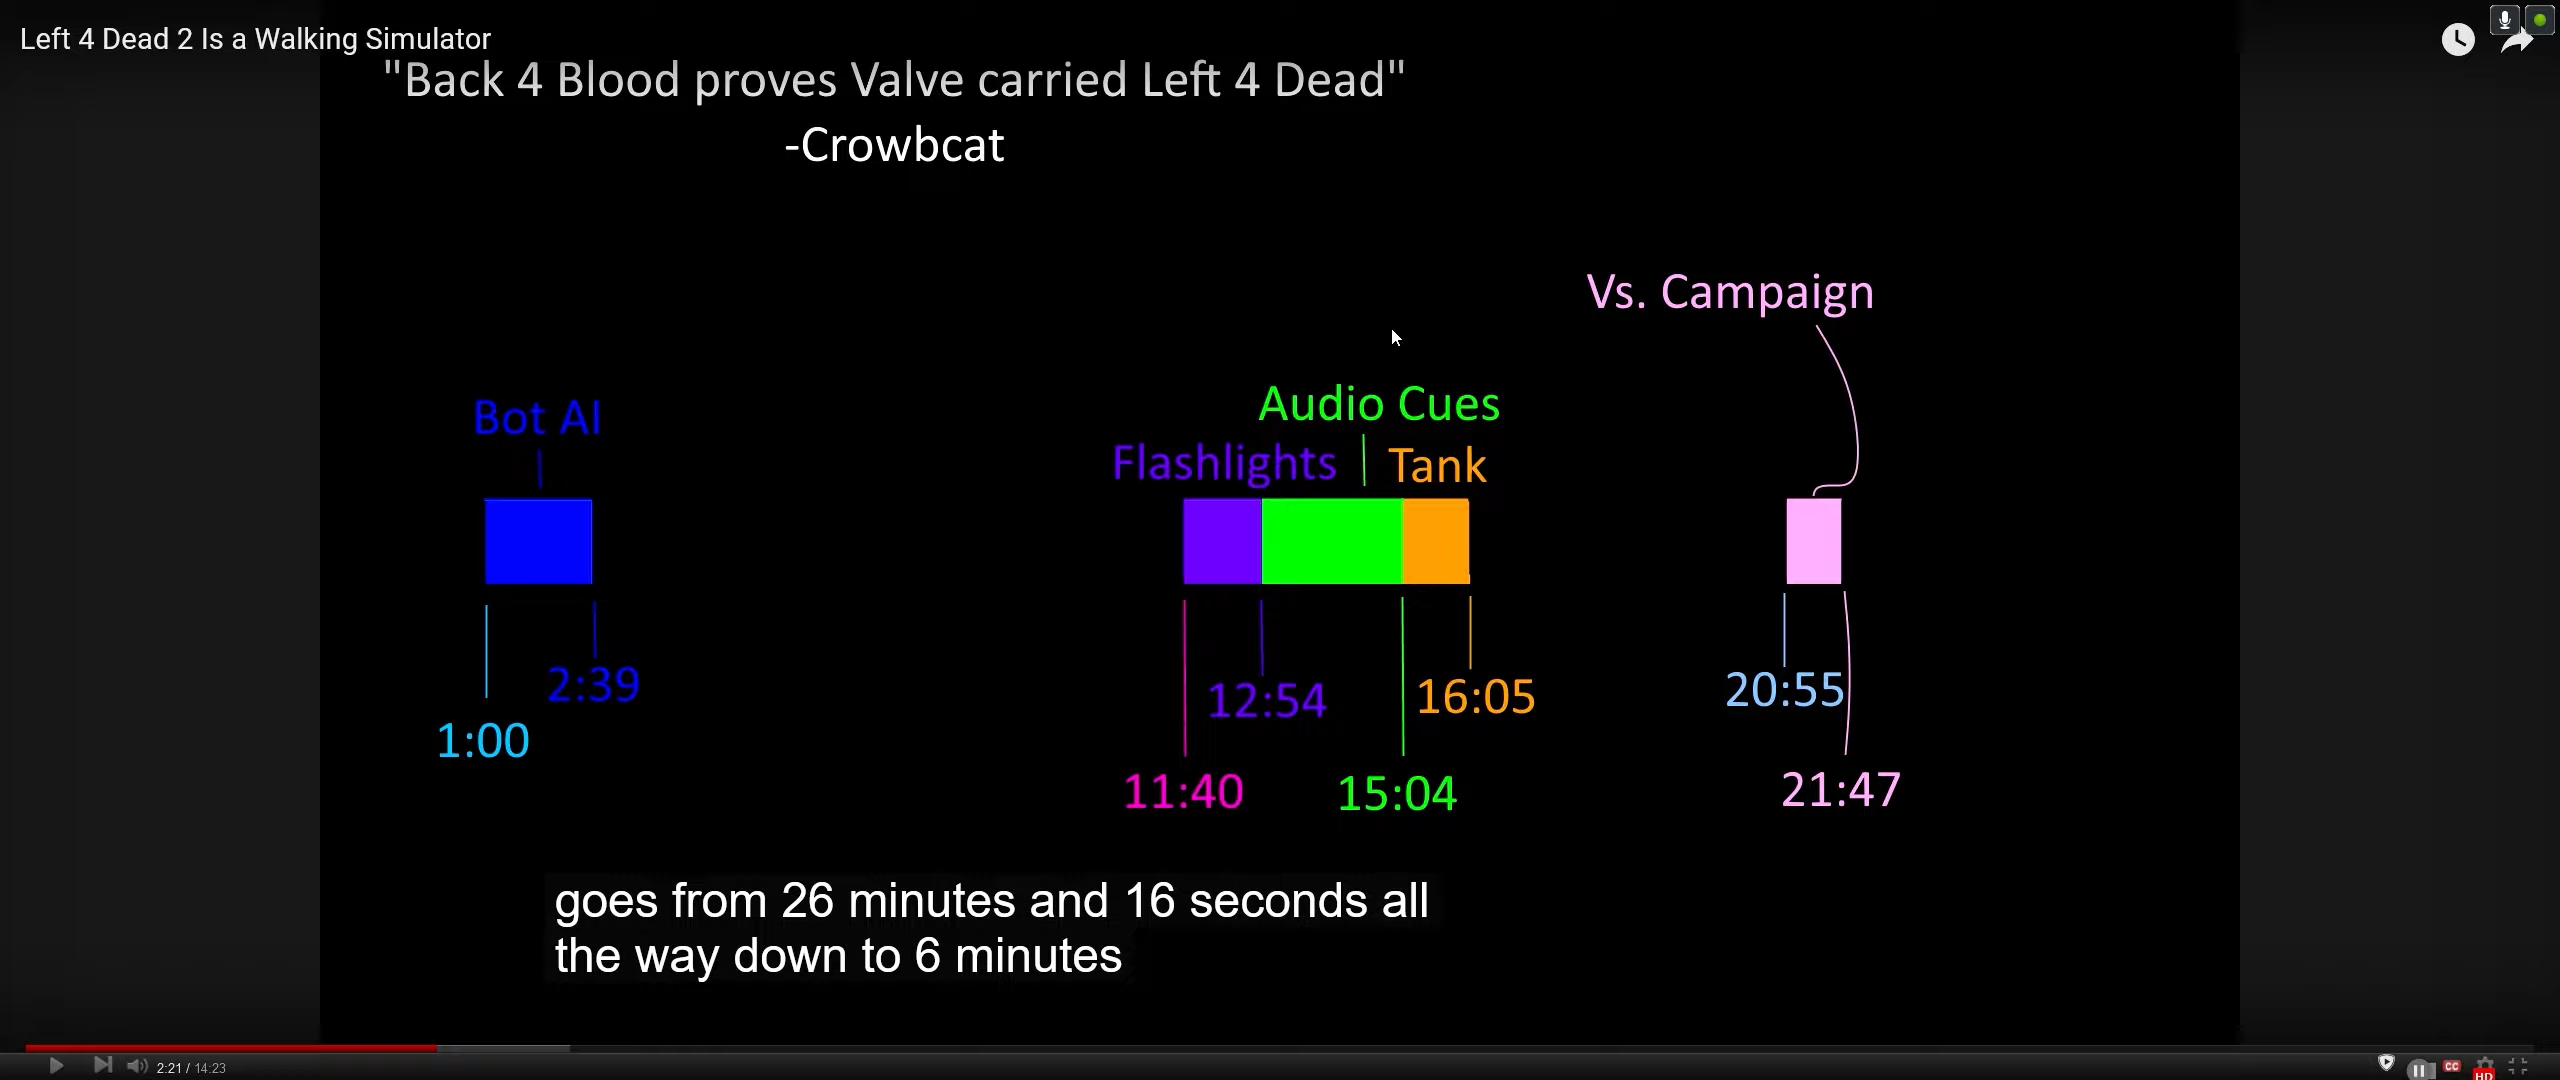 Left 4 Dead 2 Is a Walking Simulator
"Back 4 Blood proves Valve carried Left 4 Dead"
-Crowbcat
Vs. Campaign
Bot AI
Audio Cues
Flashlights
Tank
2:39
1:00
12:54
16:05
11:40
15:04
20:55
21:47
goes from 26 minutes and 16 seconds all
the way down to 6 minutes
2:21 / 14:23
CC
HD